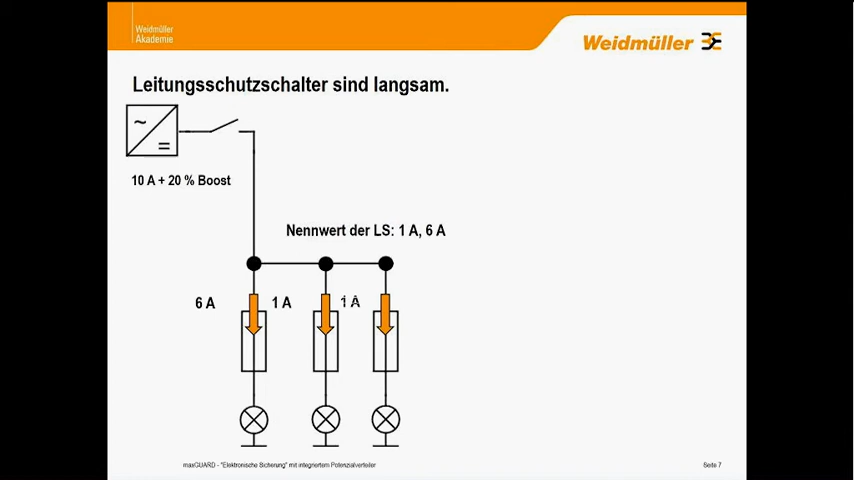 Weidmüller
Akademie
Weidmüller
Leitungsschutzschalter sind langsam.
~
=
10 A + 20 % Boost
Nennwert der LS: 1 A, 6 A
6 A
1 A
1 A
maxGUARD - "Elektronische Sicherung" mit integriertem Potenzialverteiler
Seite 7